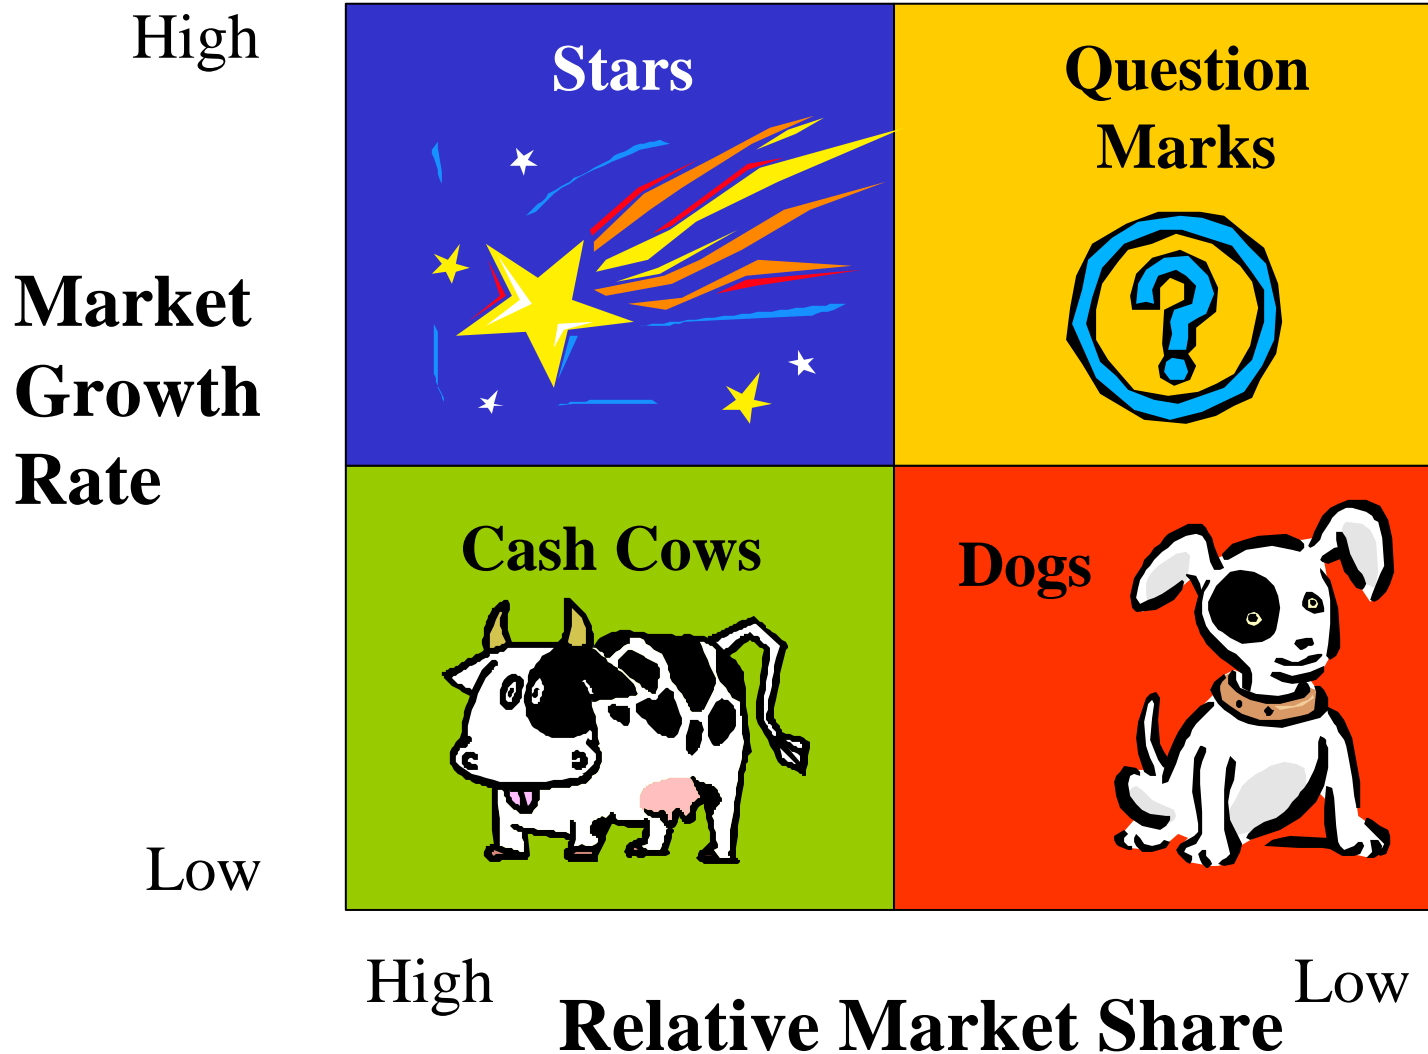 High
Stars
Question
Marks
?
Market
Growth
Rate
Cash Cows
Dogs
Low
High
Low
Relative Market Share